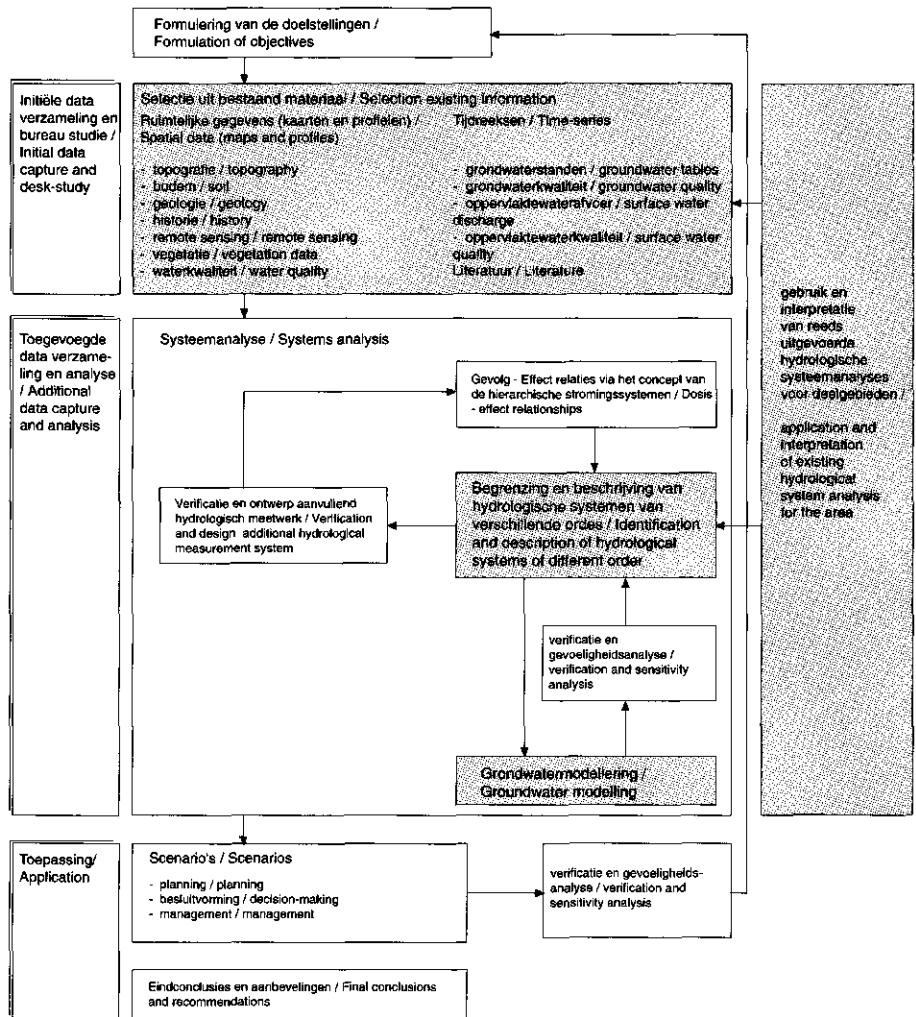 Formulering van de doelstellingen /
Formulation of objectives
Initiële data
verzameling en
bureau studie /
Initial data
capture and
desk-study
Selectie uit bestaand materiaal / Selection existing Information
Ruimtelijke gegevens (kaarten en profielen) /
Spatial data (maps and profiles)
- topografie / topography
- bodem / soil
- geologie / geology
- historie / history
- remote sensing / remote sensing
- vegetatie / vegetation data
- waterkwaliteit / water quality
Tijdreeksen / Time-series
- grondwaterstanden / groundwater tables
- grondwaterkwaliteit / groundwater quality
- oppervlaktewaterafvoer / surface water
discharge
- oppervlaktewaterkwaliteit / surface water
quality
Literatuur / Literature
gebruik en
interpretatie
van reeds
uitgevoerde
hydrologische
systeemanalyses
voor deelgebieden /
application and
interpretation
of existing
hydrological
system analysis
for the area
Toegevoegde
data verzame-
ling en analyse
/ Additional
data capture
and analysis
Systeemanalyse / Systems analysis
Gevolg - Effect relaties via het concept van
de hierarchische stromingssystemen / Dosis
- effect relationships
Verificatie en ontwerp aanvullend
hydrologisch meetwerk / Verification
and design additional hydrological
measurement system
Begrenzing en beschrijving van
hydrologische systemen van
verschillende ordes / Identification
and description of hydrological
systems of different order
verificatie en
gevoeligheidsanalyse /
verification and sensitivity
analysis
Grondwatermodellering /
Groundwater modelling
Toepassing/
Application
Scenario's / Scenarios
- planning / planning
- besluitvorming / decision-making
- management / management
verificatie en gevoeligheids-
analyse / verification and
sensitivity analysis
Eindconclusies en aanbevelingen / Final conclusions
and recommendations